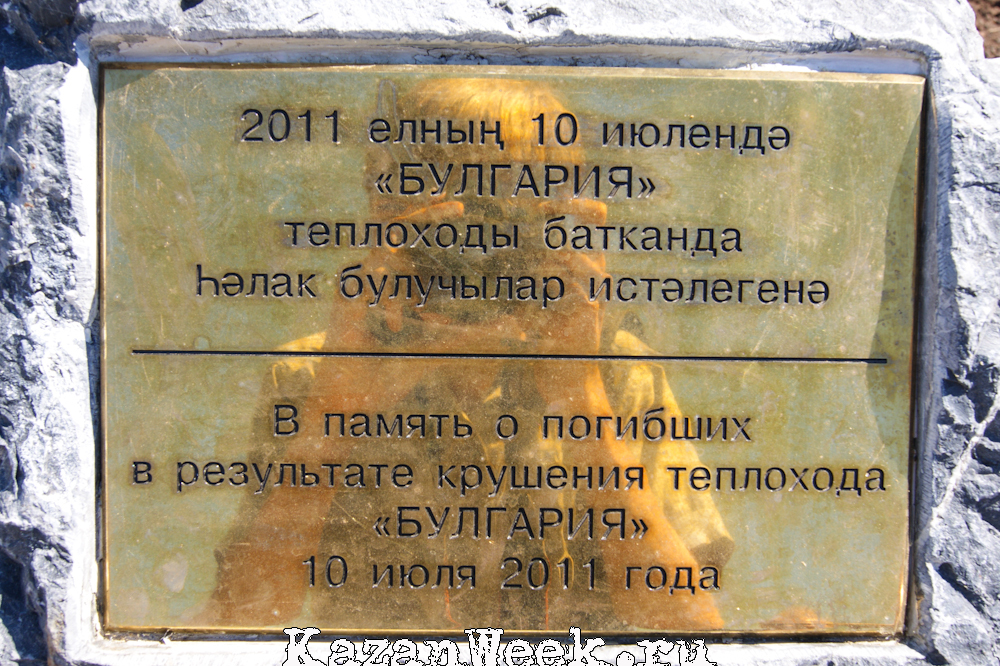 2011 елның 10 июлендә
«БУЛГАРИЯ»
теплоходы батканда
һәлак булучылар истәлегенә
В память о погибших
в результате крушения теплохода
«БУЛГАРИЯ»
10 июля 2011 года
KazanWeek.ru